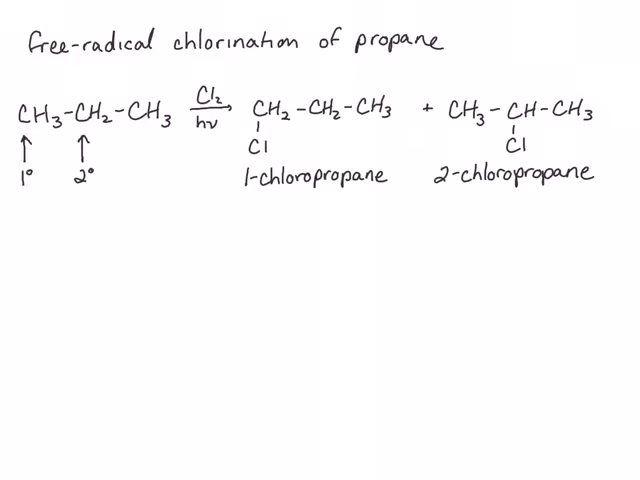 free-radical chlorination of propane
CH₃-CH₂-CH₃ Cl₂ hν → CH₂-CH₂-CH₃ + CH₃-CH-CH₃
Cl Cl
↑ ↑
1° 2° 1-chloropropane 2-chloropropane